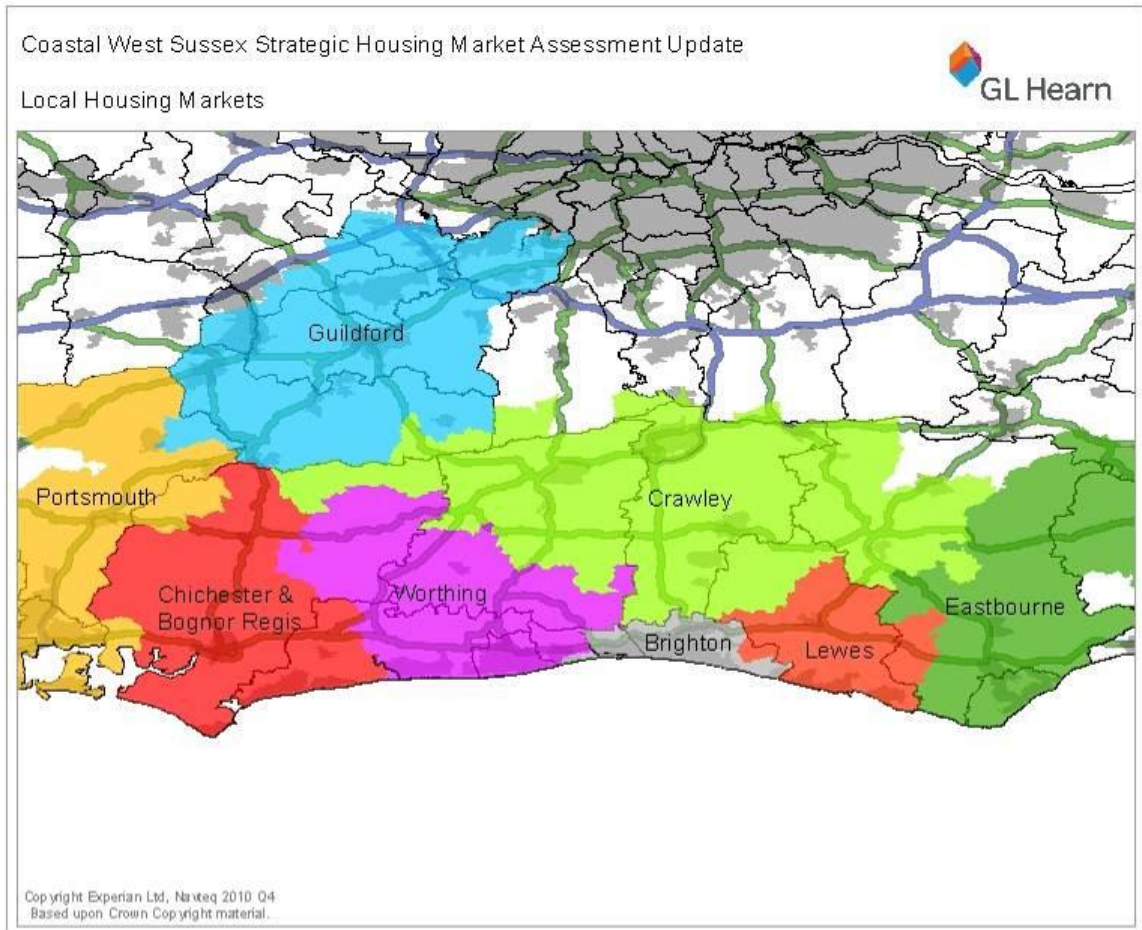 Coastal West Sussex Strategic Housing Market Assessment Update
GL Hearn
Local Housing Markets
Guildford
Portsmouth
Crawley
Chichester &
Bognor Regis
Worthing
Eastbourne
Brighton
Lewes
Copyright Experian Ltd, Navteq 2010 Q4
Based upon Crown Copyright material.